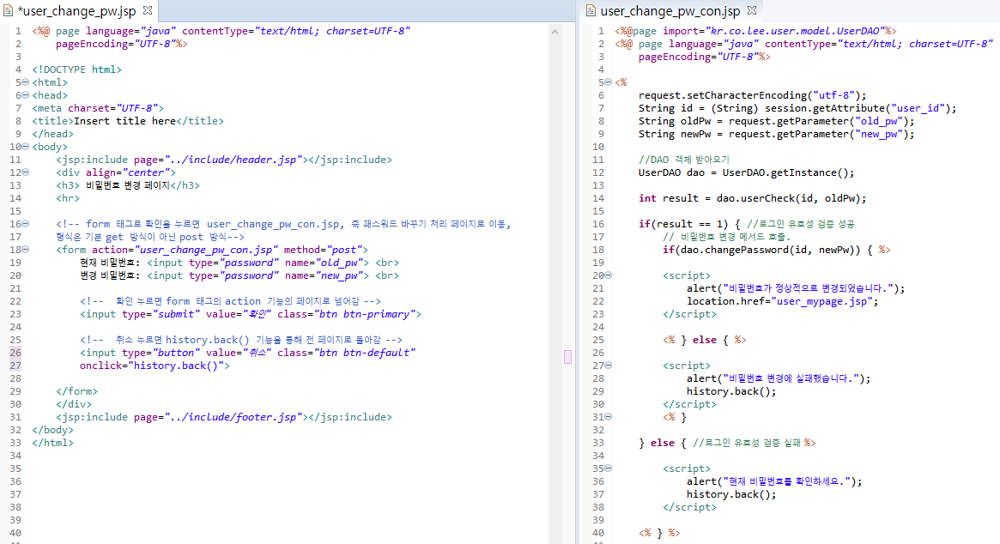 *user_change_pw.jsp
1 <%@ page language="java" contentType="text/html; charset=UTF-8"
2 pageEncoding="UTF-8"%>
3
4 <!DOCTYPE html>
5 <html>
6 <head>
7 <meta charset="UTF-8">
8 <title>Insert title here</title>
9 </head>
10 <body>
11 <jsp:include page="../include/header.jsp"></jsp:include>
12 <div align="center">
13 <h3> 비밀번호 변경 페이지</h3>
14 <hr>
15
16 <!-- form 태그로 확인을 누르면 user_change_pw_con.jsp, 즉 패스워드 바꾸기 처리 페이지로 이동,
17 형식은 기본 get 방식이 아닌 post 방식-->
18 <form action="user_change_pw_con.jsp" method="post">
19 현재 비밀번호: <input type="password" name="old_pw"> <br>
20 변경 비밀번호: <input type="password" name="new_pw"> <br>
21
22 <!-- 확인 누르면 form 태그의 action 기능의 페이지로 넘어감 -->
23 <input type="submit" value="확인" class="btn btn-primary">
24
25 <!-- 취소 누르면 history.back() 기능을 통해 전 페이지로 돌아감 -->
26 <input type="button" value="취소" class="btn btn-default"
27 onclick="history.back()">
28
29 </form>
30 </div>
31 <jsp:include page="../include/footer.jsp"></jsp:include>
32 </body>
33 </html>
34
35
36
37
38
39
40
user_change_pw_con.jsp
1 <%@page import="kr.co.lee.user.model.UserDAO"%>
2 <%@ page language="java" contentType="text/html; charset=UTF-8"
3 pageEncoding="UTF-8"%>
4
5 <%
6 request.setCharacterEncoding("utf-8");
7 String id = (String) session.getAttribute("user_id");
8 String oldPw = request.getParameter("old_pw");
9 String newPw = request.getParameter("new_pw");
10
11 //DAO 객체 받아오기
12 UserDAO dao = UserDAO.getInstance();
13
14 int result = dao.userCheck(id, oldPw);
15
16 if(result == 1) { //로그인 유효성 검증 성공
17 // 비밀번호 변경 메서드 호출.
18 if(dao.changePassword(id, newPw)) { %>
19
20 <script>
21 alert("비밀번호가 정상적으로 변경되었습니다.");
22 location.href="user_mypage.jsp";
23 </script>
24
25 <% } else { %>
26
27 <script>
28 alert("비밀번호 변경에 실패했습니다.");
29 history.back();
30 </script>
31 <% }
32
33 } else { //로그인 유효성 검증 실패 %>
34
35 <script>
36 alert("현재 비밀번호를 확인하세요.");
37 history.back();
38 </script>
39
40 <% } %>